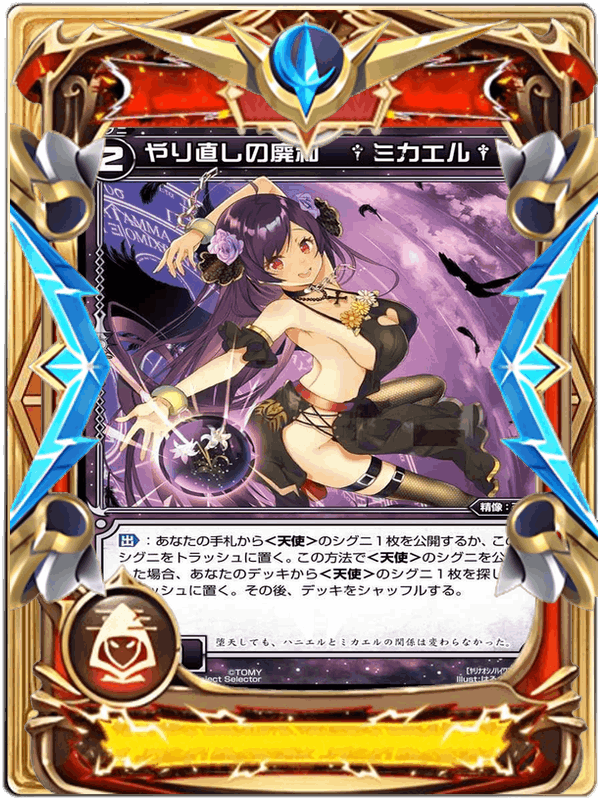 2
やり直しの廃 †ミカエル†
出：あなたの手札から<天使>のシグニ1枚を公開するか、こ
シグニをトラッシュに置く。この方法で<天使>のシグニを公
た場合、あなたのデッキから<天使>のシグニ1枚を探し
ッシュに置く。その後、デッキをシャッフルする。
堕天しても、ハニエルとミカエルの関係は変わらなかった。
精像：
©TOMY
Selector
Illust:は